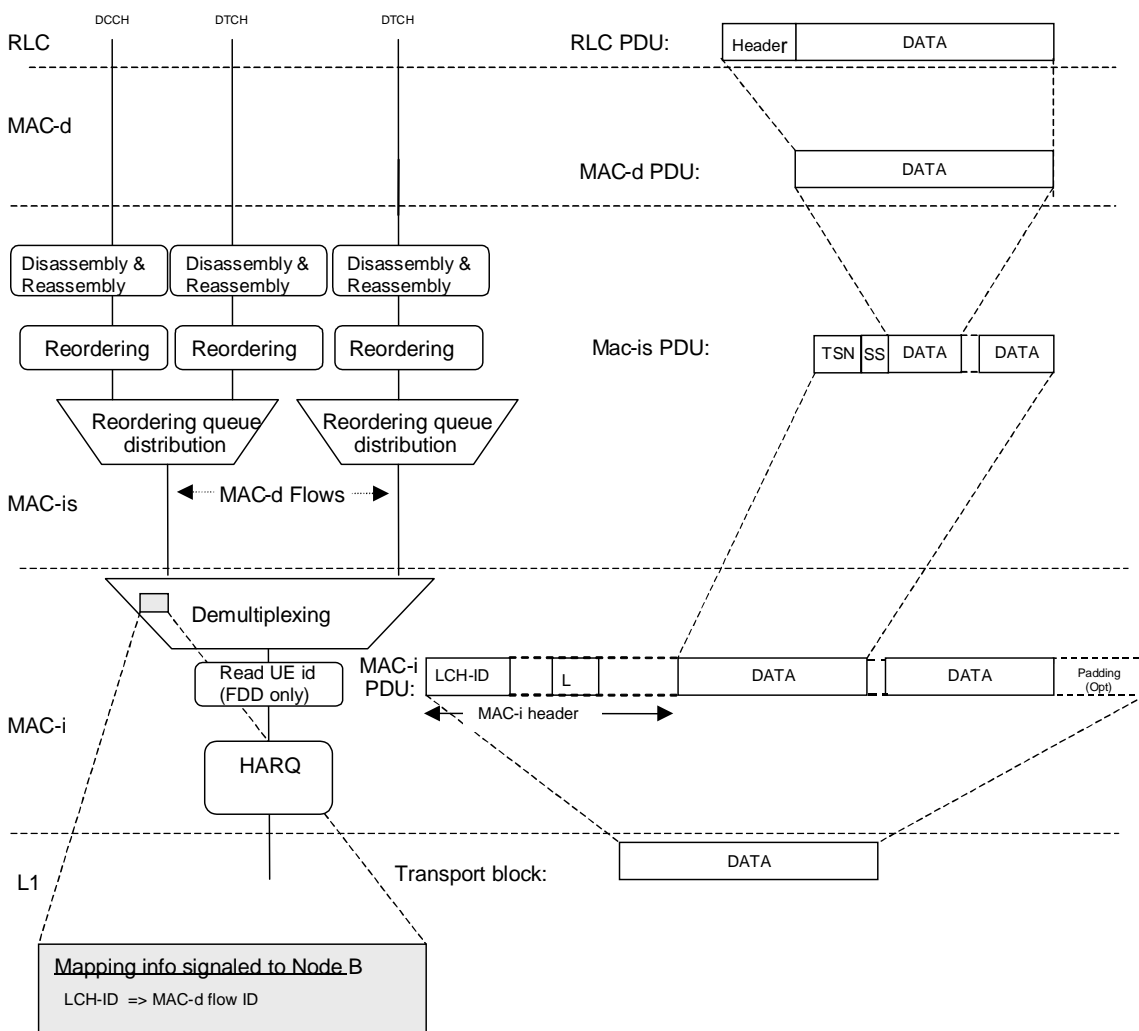 DCCH DTCH DTCH
RLC RLC PDU: Header DATA
MAC-d
MAC-d PDU: DATA
Disassembly & Reassembly
Disassembly & Reassembly
Disassembly & Reassembly
Reordering Reordering Reordering
Mac-is PDU: TSN SS DATA DATA
Reordering queue
distribution
Reordering queue
distribution
MAC-d Flows
MAC-is
Demultiplexing
Read UE id
(FDD only)
MAC-i
PDU:
LCH-ID L DATA DATA Padding
(Opt)
MAC-i header
MAC-i
HARQ
L1
Transport block: DATA
Mapping info signaled to Node B
LCH-ID => MAC-d flow ID